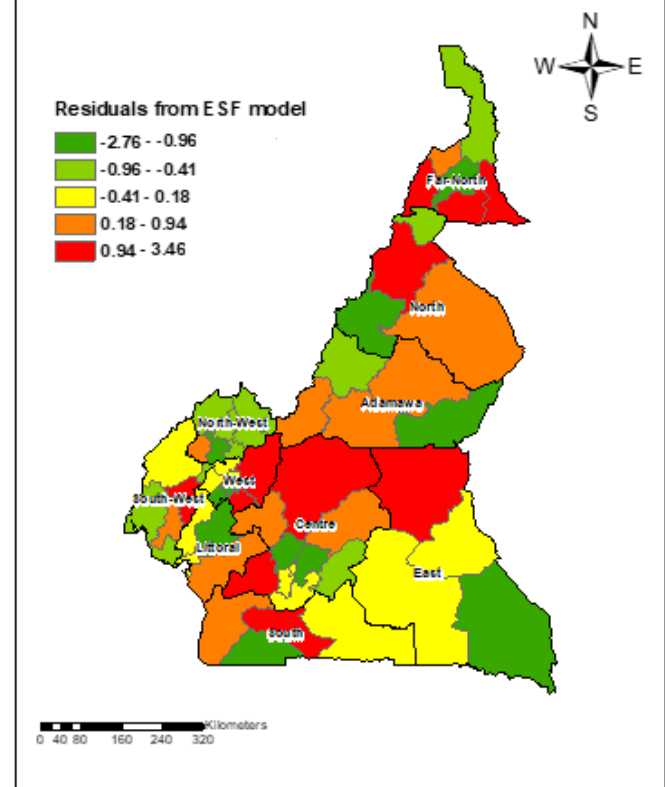 N
W E
S
Residuals from ESF model
-2.76 - -0.96
-0.96 - -0.41
-0.41 - 0.18
0.18 - 0.94
0.94 - 3.46
Far-North
North
Adamawa
North-West
West
South-West
Centre
Littoral
East
South
Kilometers
0 40 80 160 240 320